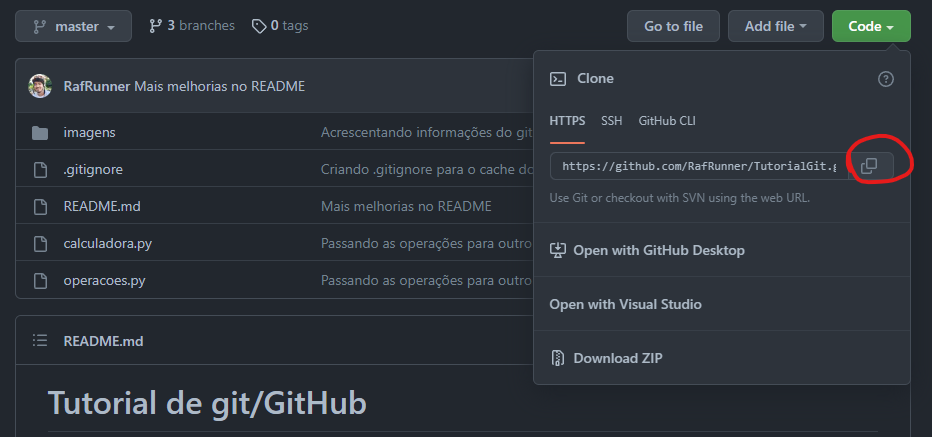 master 3 branches 0 tags Go to file Add file Code
RafRunner Mais melhorias no README
Clone
imagens Acrescentando informações do git
HTTPS SSH GitHub CLI
.gitignore Criando .gitignore para o cache do
https://github.com/RafRunner/TutorialGit.g
README.md Mais melhorias no README
Use Git or checkout with SVN using the web URL.
calculadora.py Passando as operações para outro
Open with GitHub Desktop
operacoes.py Passando as operações para outro
Open with Visual Studio
README.md
Download ZIP
Tutorial de git/GitHub